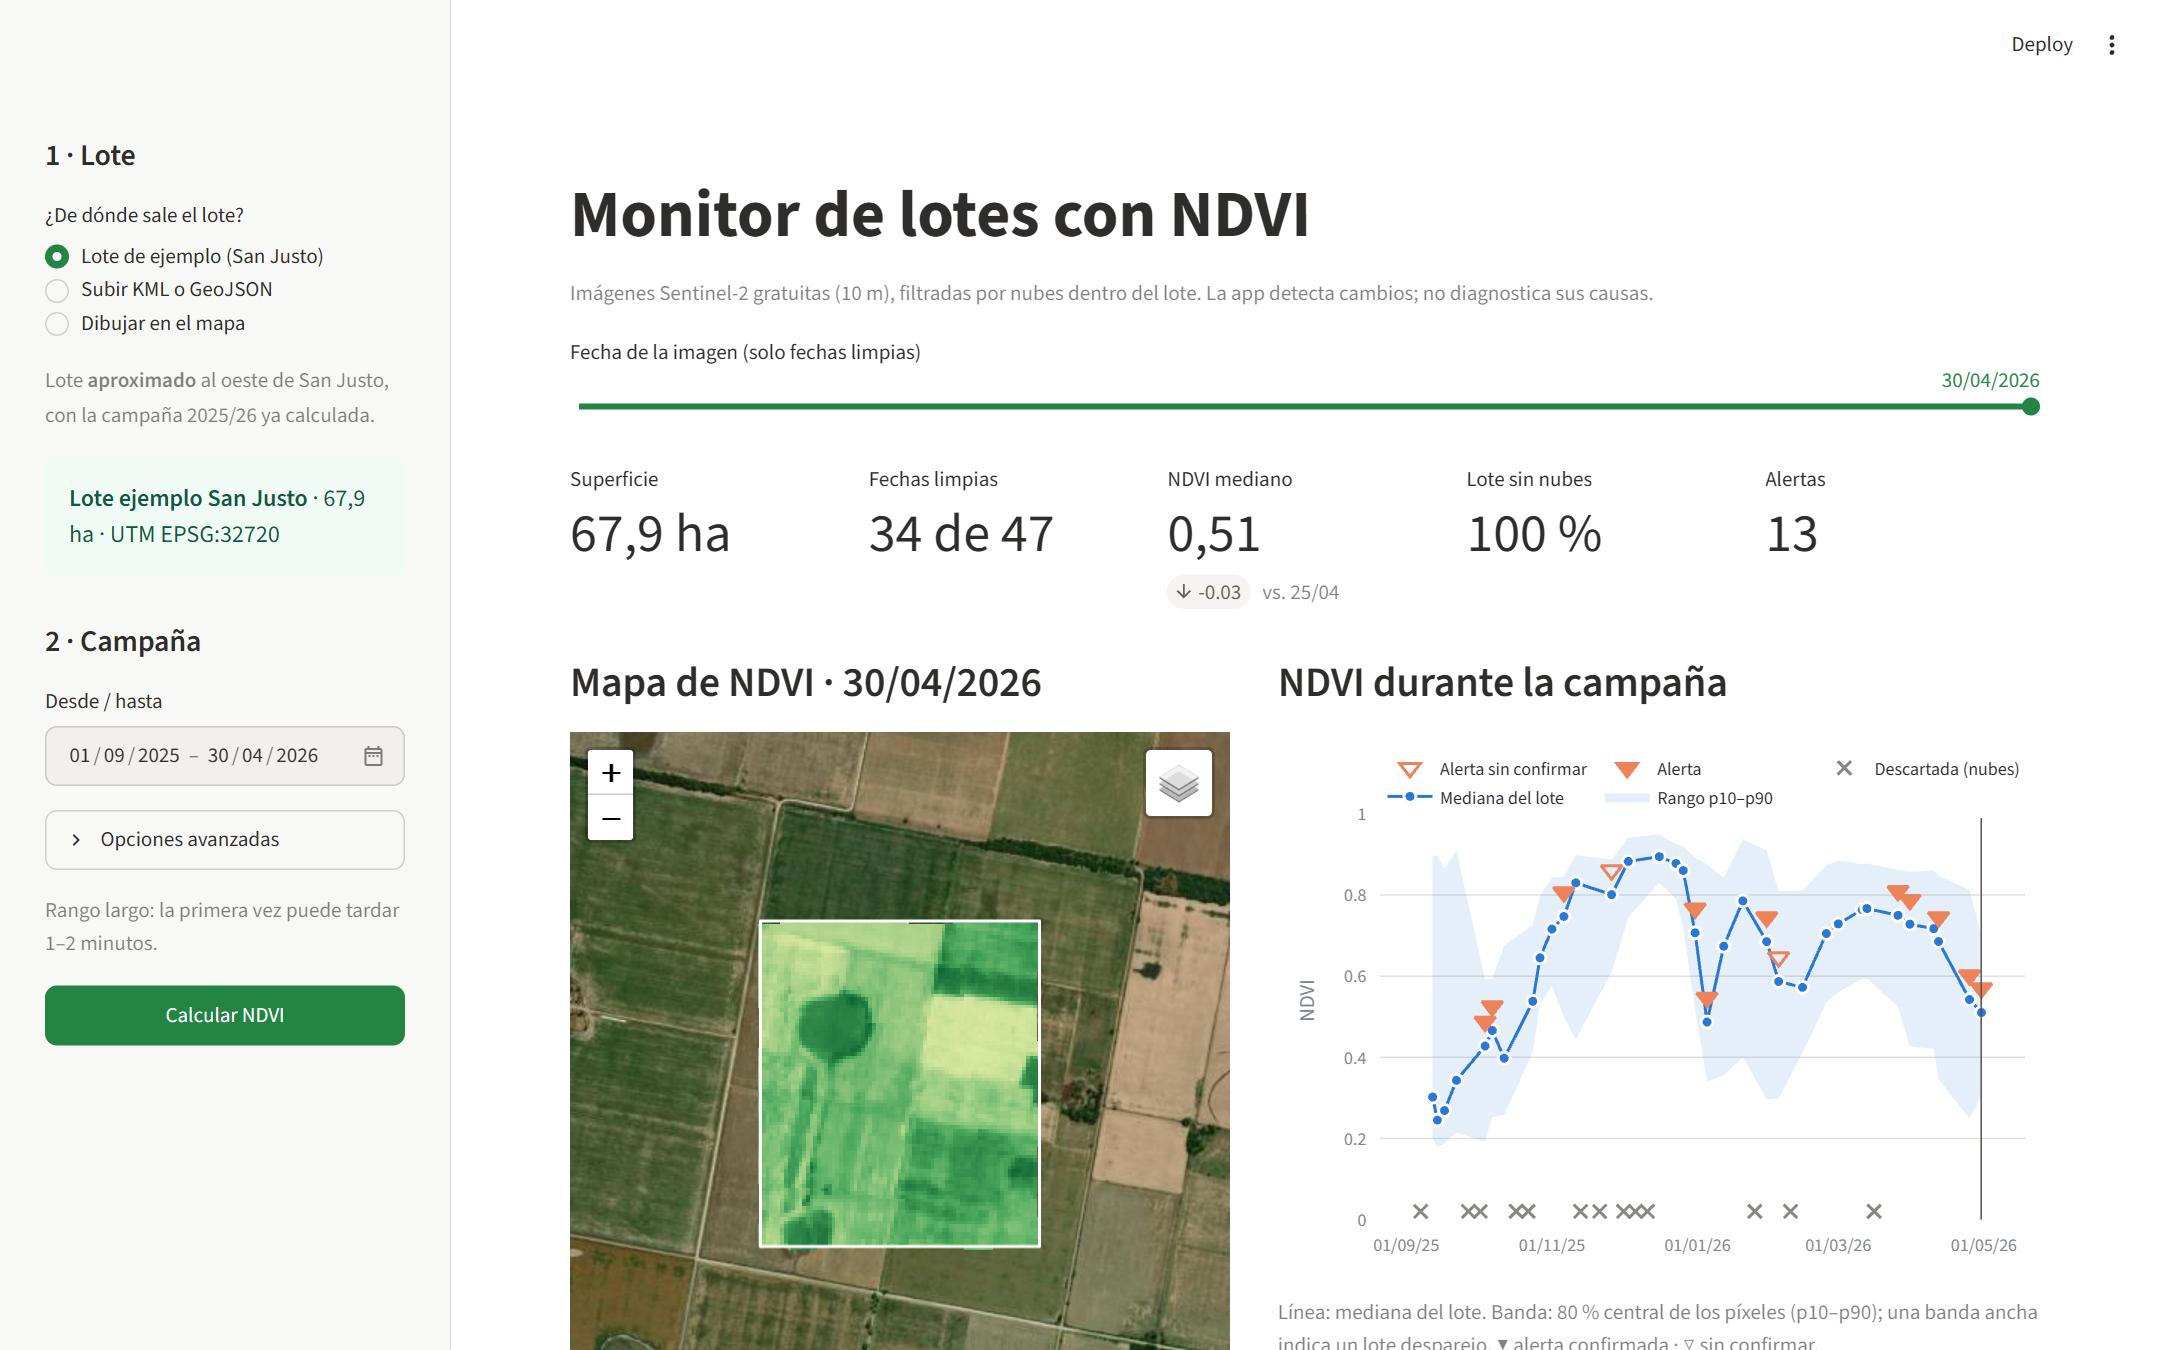 Deploy
1 · Lote
¿De dónde sale el lote?
Lote de ejemplo (San Justo)
Subir KML o GeoJSON
Dibujar en el mapa
Lote aproximado al oeste de San Justo,
con la campaña 2025/26 ya calculada.
Lote ejemplo San Justo · 67,9
ha · UTM EPSG:32720
2 · Campaña
Desde / hasta
01/09/2025 – 30/04/2026
Opciones avanzadas
Rango largo: la primera vez puede tardar
1–2 minutos.
Calcular NDVI
Monitor de lotes con NDVI
Imágenes Sentinel-2 gratuitas (10 m), filtradas por nubes dentro del lote. La app detecta cambios; no diagnostica sus causas.
Fecha de la imagen (solo fechas limpias)
30/04/2026
Superficie
67,9 ha
Fechas limpias
34 de 47
NDVI mediano
0,51
↓ -0.03 vs. 25/04
Lote sin nubes
100 %
Alertas
13
Mapa de NDVI · 30/04/2026
+
−
NDVI durante la campaña
Alerta sin confirmar
Alerta
Descartada (nubes)
Mediana del lote
Rango p10–p90
NDVI
1
0.8
0.6
0.4
0.2
0
01/09/25
01/11/25
01/01/26
01/03/26
01/05/26
Línea: mediana del lote. Banda: 80 % central de los píxeles (p10–p90); una banda ancha
indica un lote desparejo. ▼ alerta confirmada · ▽ sin confirmar.